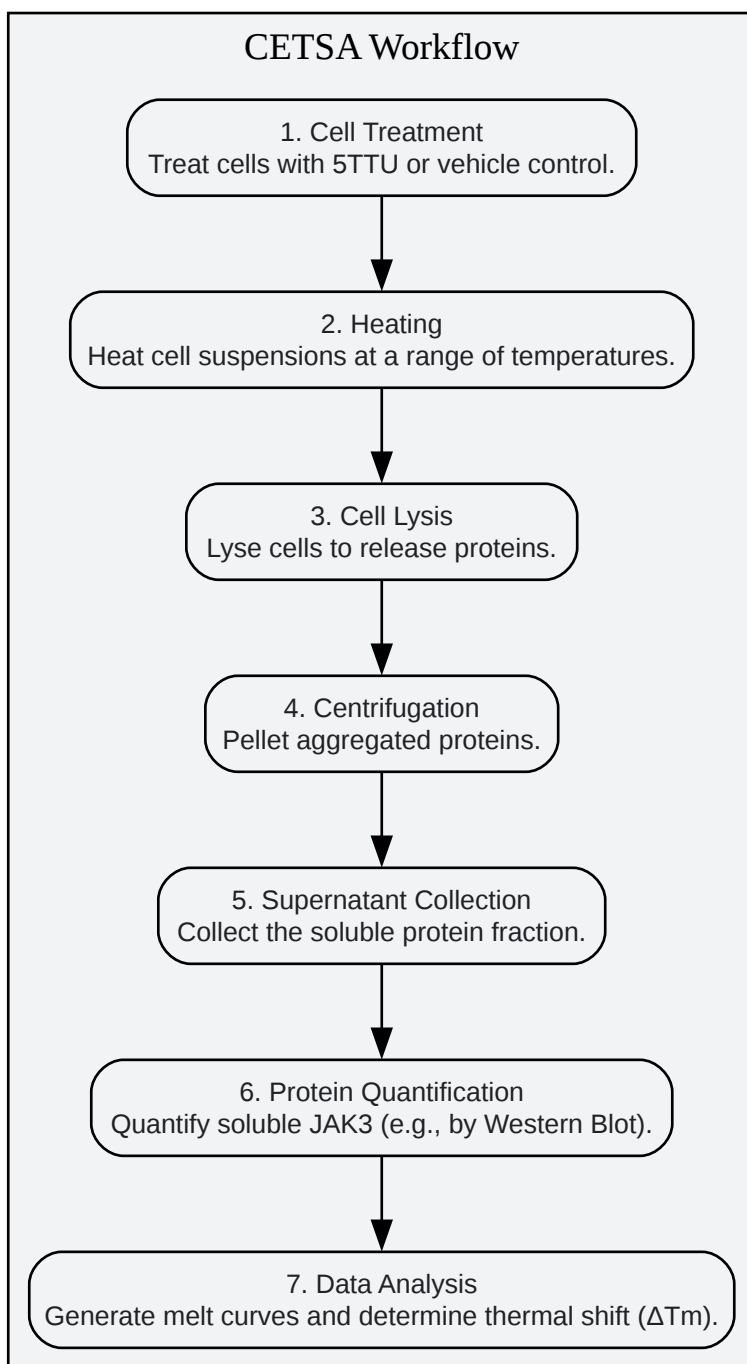 CETSA Workflow
1. Cell Treatment
Treat cells with 5TTU or vehicle control.
2. Heating
Heat cell suspensions at a range of temperatures.
3. Cell Lysis
Lyse cells to release proteins.
4. Centrifugation
Pellet aggregated proteins.
5. Supernatant Collection
Collect the soluble protein fraction.
6. Protein Quantification
Quantify soluble JAK3 (e.g., by Western Blot).
7. Data Analysis
Generate melt curves and determine thermal shift (ΔTm).